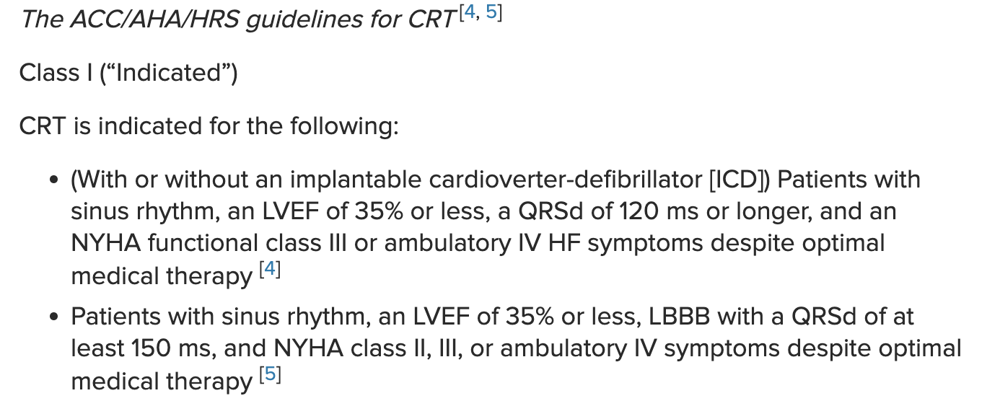 The ACC/AHA/HRS guidelines for CRT[4, 5]
Class I (“Indicated”)
CRT is indicated for the following:
• (With or without an implantable cardioverter-defibrillator [ICD]) Patients with
sinus rhythm, an LVEF of 35% or less, a QRSd of 120 ms or longer, and an
NYHA functional class III or ambulatory IV HF symptoms despite optimal
medical therapy [4]
• Patients with sinus rhythm, an LVEF of 35% or less, LBBB with a QRSd of at
least 150 ms, and NYHA class II, III, or ambulatory IV symptoms despite optimal
medical therapy [5]